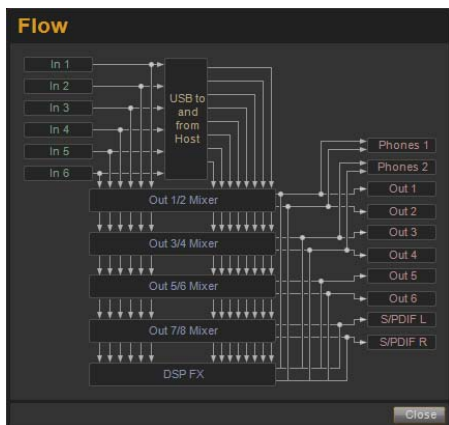 Flow
In 1
In 2
In 3
In 4
In 5
In 6
USB to
and
from
Host
Phones 1
Phones 2
Out 1
Out 2
Out 3
Out 4
Out 5
Out 6
S/PDIF L
S/PDIF R
Out 1/2 Mixer
Out 3/4 Mixer
Out 5/6 Mixer
Out 7/8 Mixer
DSP FX
Close